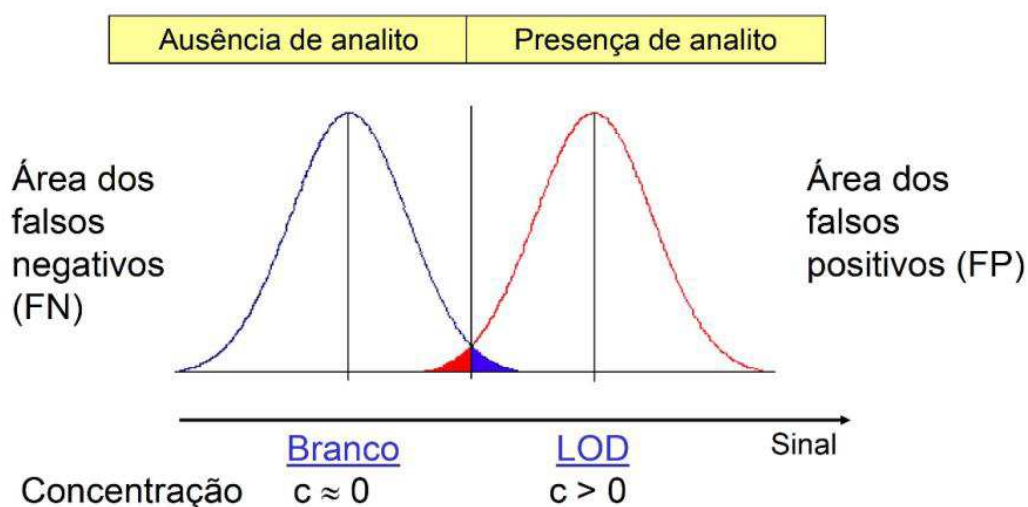 Ausência de analito
Presença de analito
Área dos
falsos
negativos
(FN)
Área dos
falsos
positivos (FP)
Branco
LOD
Sinal
Concentração
c ≈ 0
c > 0